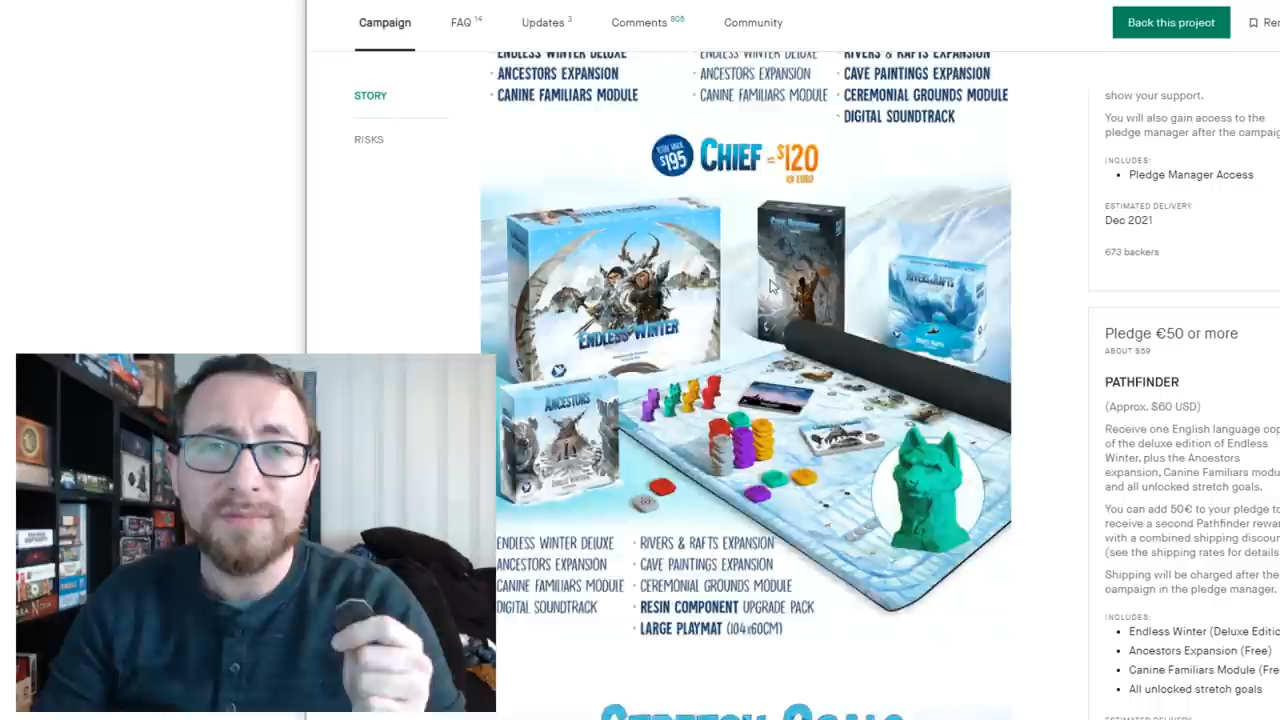 Campaign
FAQ 14
Updates 3
Comments 805
Community
Back this project
STORY
RISKS
ENDLESS WINTER DELUXE
· ANCESTORS EXPANSION
· CANINE FAMILIARS MODULE
ENDLESS WINTER DELUXE
· ANCESTORS EXPANSION
· CANINE FAMILIARS MODULE
RIVERS & RAFTS EXPANSION
· CAVE PAINTINGS EXPANSION
· CEREMONIAL GROUNDS MODULE
· DIGITAL SOUNDTRACK
$195
CHIEF = $120
ENDLESS WINTER
RIVERS & RAFTS
ANCESTORS
ENDLESS WINTER DELUXE
ANCESTORS EXPANSION
CANINE FAMILIARS MODULE
DIGITAL SOUNDTRACK
· RIVERS & RAFTS EXPANSION
· CAVE PAINTINGS EXPANSION
· CEREMONIAL GROUNDS MODULE
· RESIN COMPONENT UPGRADE PACK
· LARGE PLAYMAT (104x60CM)
STRETCH GOALS
show your support.
You will also gain access to the
pledge manager after the campaig
INCLUDES:
• Pledge Manager Access
ESTIMATED DELIVERY
Dec 2021
673 backers
Pledge €50 or more
ABOUT $59
PATHFINDER
(Approx. $60 USD)
Receive one English language cop
of the deluxe edition of Endless
Winter, plus the Ancestors
expansion, Canine Familiars modu
and all unlocked stretch goals.
You can add 50€ to your pledge to
receive a second Pathfinder rewar
with a combined shipping discoun
(see the shipping rates for details
Shipping will be charged after the
campaign in the pledge manager.
INCLUDES:
• Endless Winter (Deluxe Editio
• Ancestors Expansion (Free)
• Canine Familiars Module (Fre
• All unlocked stretch goals
ESTIMATED DELIVERY